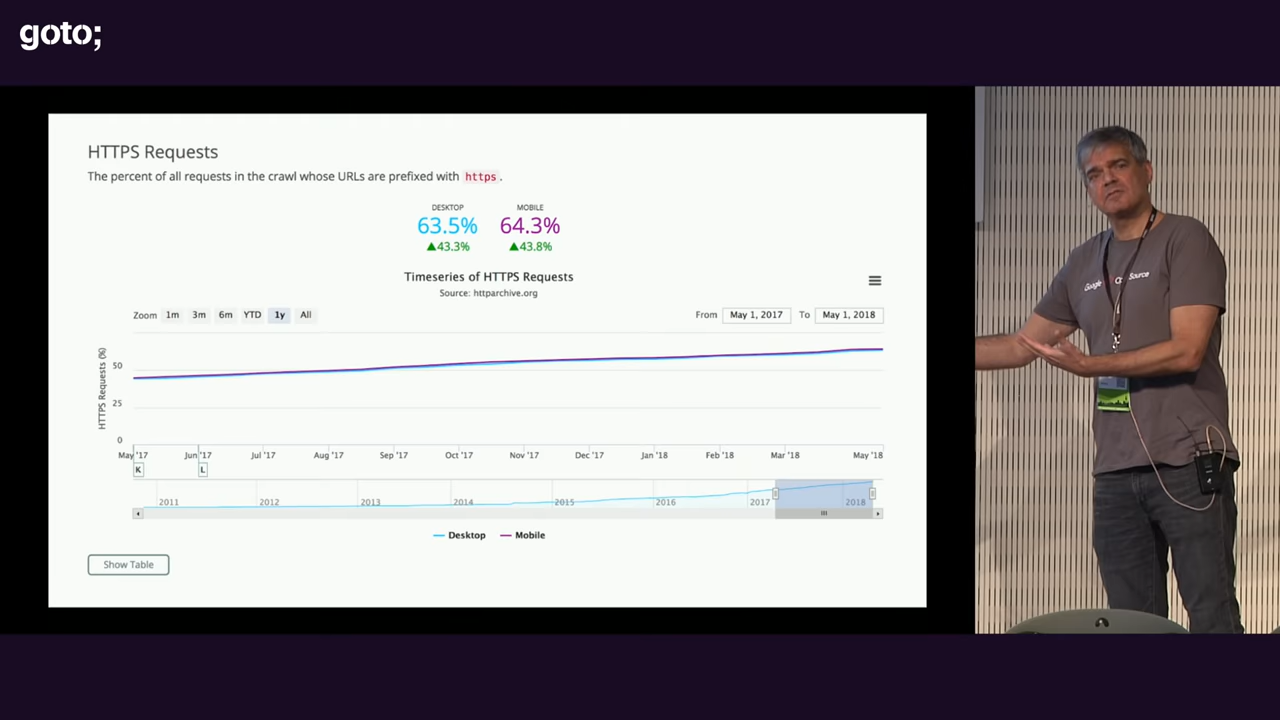 goto;
HTTPS Requests
The percent of all requests in the crawl whose URLs are prefixed with https.
DESKTOP MOBILE
63.5% 64.3%
▲43.3% ▲43.8%
Timeseries of HTTPS Requests
Source: httparchive.org
Zoom 1m 3m 6m YTD 1y All From May 1, 2017 To May 1, 2018
HTTPS Requests (%)
50
25
0
May '17 Jun '17 Jul '17 Aug '17 Sep '17 Oct '17 Nov '17 Dec '17 Jan '18 Feb '18 Mar '18 May '18
K L
2011 2012 2013 2014 2015 2016 2017 2018
Desktop Mobile
Show Table
Google Source